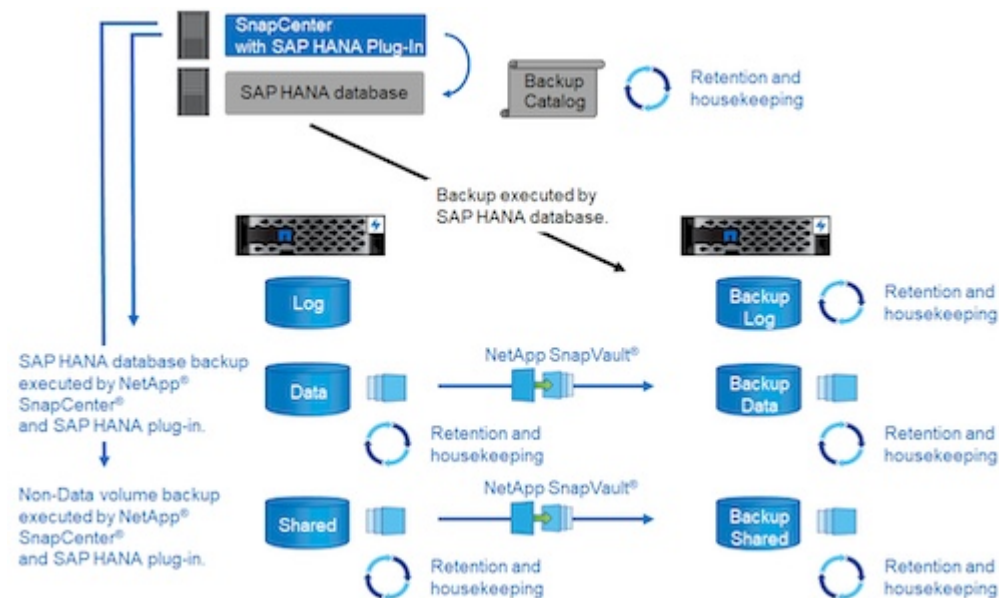 SnapCenter
with SAP HANA Plug-In
SAP HANA database
Backup
Catalog
Retention and
housekeeping
Backup executed by
SAP HANA database.
Log
Backup
Log
Retention and
housekeeping
SAP HANA database backup
executed by NetApp®
SnapCenter®
and SAP HANA plug-in.
Data
NetApp SnapVault®
Backup
Data
Retention and
housekeeping
Retention and
housekeeping
Non-Data volume backup
executed by NetApp®
SnapCenter®
and SAP HANA plug-in.
Shared
NetApp SnapVault®
Backup
Shared
Retention and
housekeeping
Retention and
housekeeping